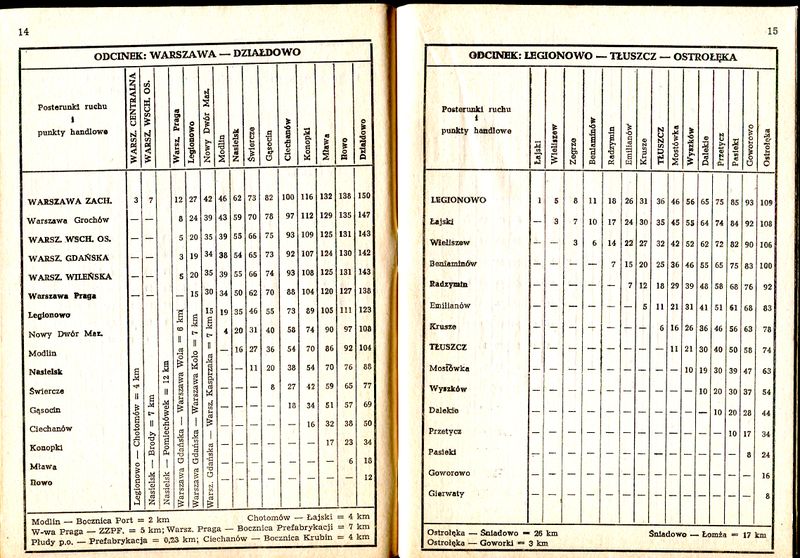 14
ODCINEK: WARSZAWA — DZIAŁDOWO
Posterunki ruchu
i
punkty handlowe
WARSZ. CENTRALNA
WARSZ. WSCH. OS.
Warsz. Praga
Legionowo
Nowy Dwór Maz.
Modlin
Nasielsk
Świercze
Gąsocin
Ciechanów
Konopki
Mława
Iłowo
Działdowo
WARSZAWA ZACH. 3 7 12 27 42 46 62 73 82 100 116 132 138 150
Warszawa Grochów — — 8 24 39 43 59 70 78 97 112 129 135 147
WARSZ. WSCH. OS. — — 5 20 35 39 55 66 75 93 109 125 131 143
WARSZ. GDAŃSKA — — 3 19 34 38 54 65 73 92 107 124 130 142
WARSZ. WILEŃSKA — — 5 20 35 39 55 66 74 93 108 125 131 143
Warszawa Praga — — — 15 30 34 50 62 70 88 104 120 127 138
Legionowo 15 19 35 46 55 73 89 105 111 123
Nowy Dwór Maz. 4 20 31 40 58 74 90 97 108
Modlin — 16 27 36 54 70 86 92 104
Nasielsk — — 11 20 38 54 70 76 88
Świercze — — — 8 27 42 59 65 77
Gąsocin — — — — 18 34 51 57 69
Ciechanów — — — — — 16 32 38 50
Konopki — — — — — — 17 23 34
Mława — — — — — — — 6 18
Iłowo — — — — — — — — 12
Legionowo — Chotomów = 4 km
Nasielsk — Brody = 7 km
Nasielsk — Pomiechówek = 12 km
Warszawa Gdańska — Warszawa Wola = 6 km
Warszawa Gdańska — Warszawa Koło = 7 km
Warsz. Gdańska — Warsz. Kasprzaka = 7 km
Modlin — Bocznica Port = 2 km Chotomów — Łajski = 4 km
W-wa Praga — ZZPF. = 5 km; Warsz. Praga — Bocznica Prefabrykacji = 7 km
Płudy p.o. — Prefabrykacja = 0,23 km; Ciechanów — Bocznica Krubin = 4 km
15
ODCINEK: LEGIONOWO — TŁUSZCZ — OSTROŁĘKA
Posterunki ruchu
i
punkty handlowe
Łajski
Wieliszew
Zegrze
Beniaminów
Radzymin
Emilianów
Krusze
TŁUSZCZ
Mostówka
Wyszków
Dalekie
Przetycz
Pasieki
Goworowo
Ostrołęka
LEGIONOWO 1 5 8 11 18 26 31 36 46 56 65 75 85 93 109
Łajski — 3 7 10 17 24 30 35 45 55 64 74 84 92 108
Wieliszew — — 3 6 14 22 27 32 42 52 62 72 82 90 106
Beniaminów — — — — 7 15 20 25 36 46 55 65 75 83 100
Radzymin — — — — — 7 12 18 29 39 48 58 68 76 92
Emilianów — — — — — — 5 11 21 31 41 51 61 68 83
Krusze — — — — — — — 6 16 26 36 46 56 63 78
TŁUSZCZ — — — — — — — — 11 21 30 40 50 58 74
Mostówka — — — — — — — — — 10 19 30 39 47 63
Wyszków — — — — — — — — — — 10 20 30 37 54
Dalekie — — — — — — — — — — — 10 20 28 44
Przetycz — — — — — — — — — — — — 10 17 34
Pasieki — — — — — — — — — — — — — 8 24
Goworowo — — — — — — — — — — — — — — 16
Gierwaty — — — — — — — — — — — — — — 8
Ostrołęka — Śniadowo = 26 km Śniadowo — Łomża = 17 km
Ostrołęka — Goworki = 3 km